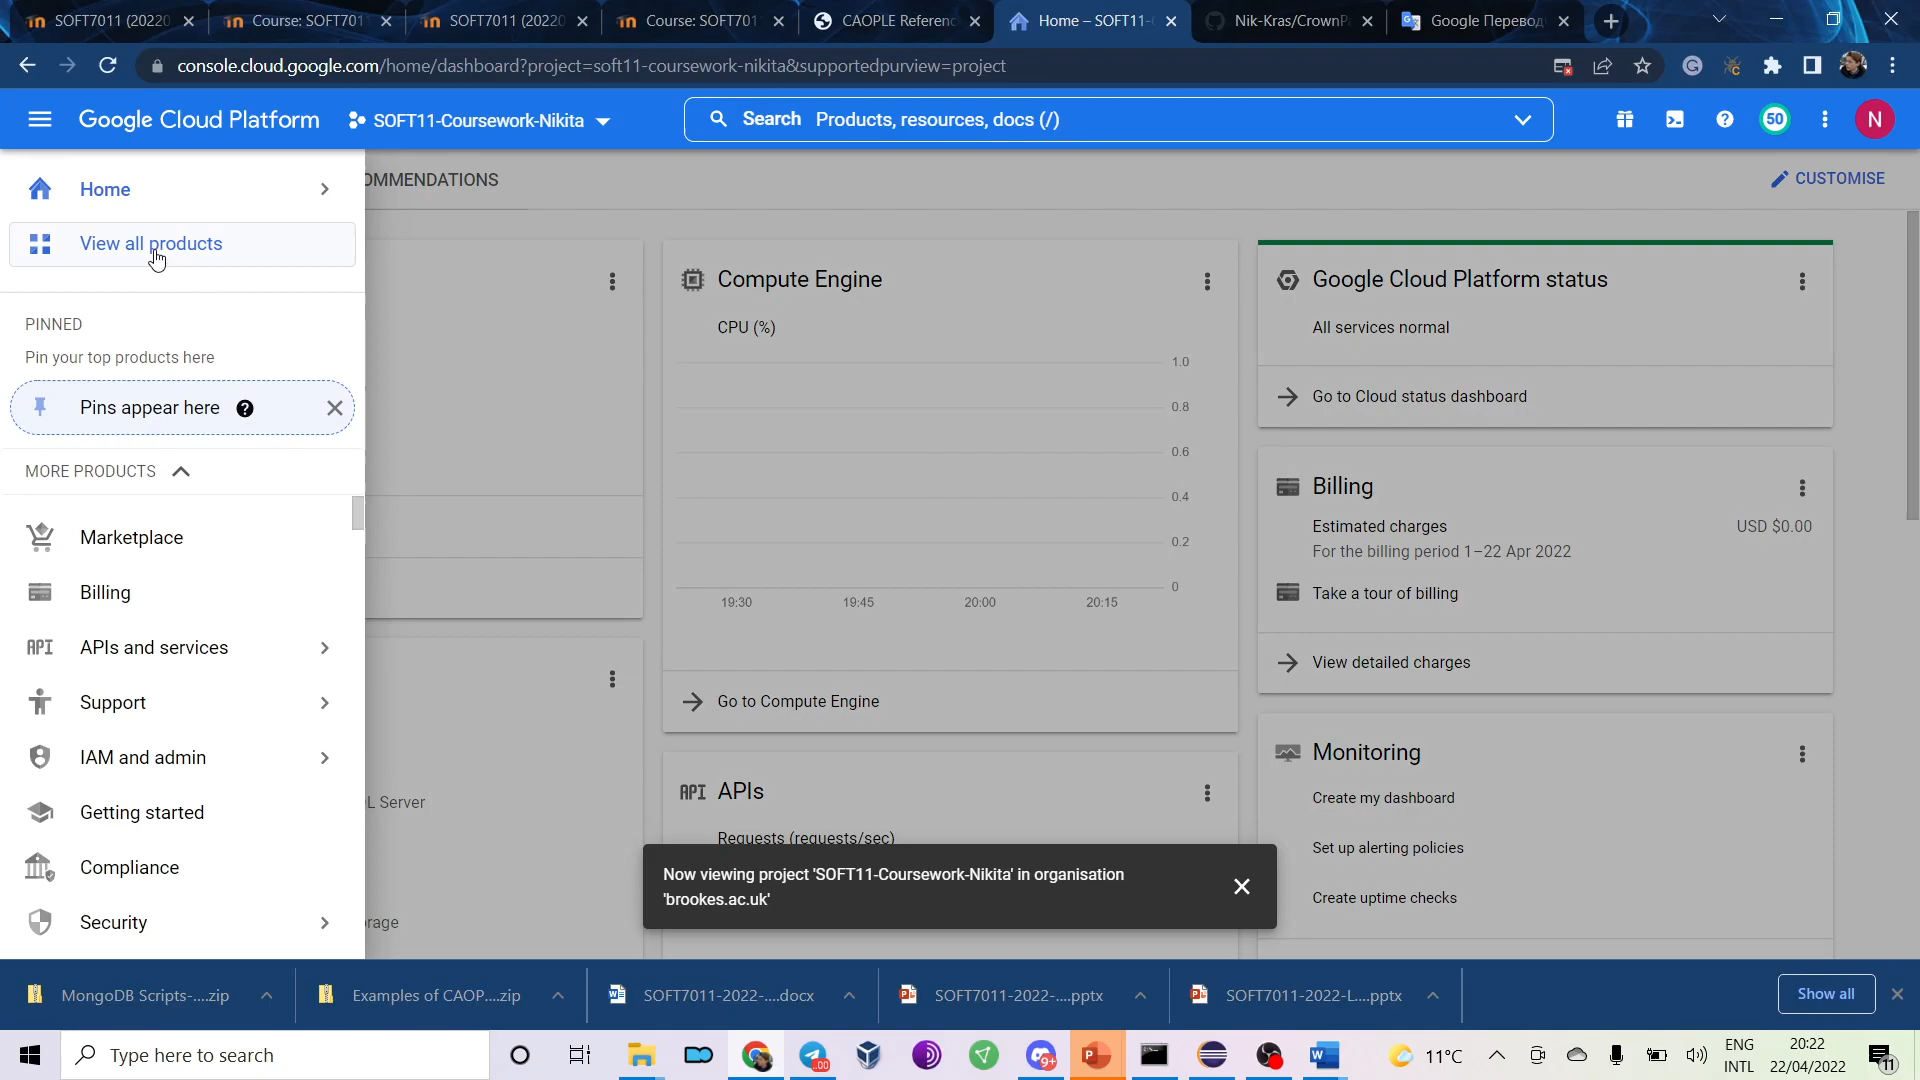 SOFT7011 (20220
Course: SOFT701
SOFT7011 (20220
Course: SOFT701
CAOPLE Referenc
Home – SOFT11-C
Nik-Kras/CrownP
Google Перевод
console.cloud.google.com/home/dashboard?project=soft11-coursework-nikita&supportedpurview=project
Google Cloud Platform
SOFT11-Coursework-Nikita
Search Products, resources, docs (/)
50
N
Home
OMMENDATIONS
CUSTOMISE
View all products
PINNED
Pin your top products here
Pins appear here
MORE PRODUCTS
Marketplace
Billing
API APIs and services
Support
IAM and admin
Getting started
Compliance
Security
L Server
orage
Compute Engine
CPU (%)
1.0
0.8
0.6
0.4
0.2
0
19:30 19:45 20:00 20:15
Go to Compute Engine
API APIs
Requests (requests/sec)
Google Cloud Platform status
All services normal
Go to Cloud status dashboard
Billing
Estimated charges USD $0.00
For the billing period 1–22 Apr 2022
Take a tour of billing
View detailed charges
Monitoring
Create my dashboard
Set up alerting policies
Create uptime checks
Now viewing project 'SOFT11-Coursework-Nikita' in organisation
'brookes.ac.uk'
MongoDB Scripts-....zip
Examples of CAOP....zip
SOFT7011-2022-....docx
SOFT7011-2022-....pptx
SOFT7011-2022-L....pptx
Show all
Type here to search
.00
9+
11°C
ENG
INTL
20:22
22/04/2022
11